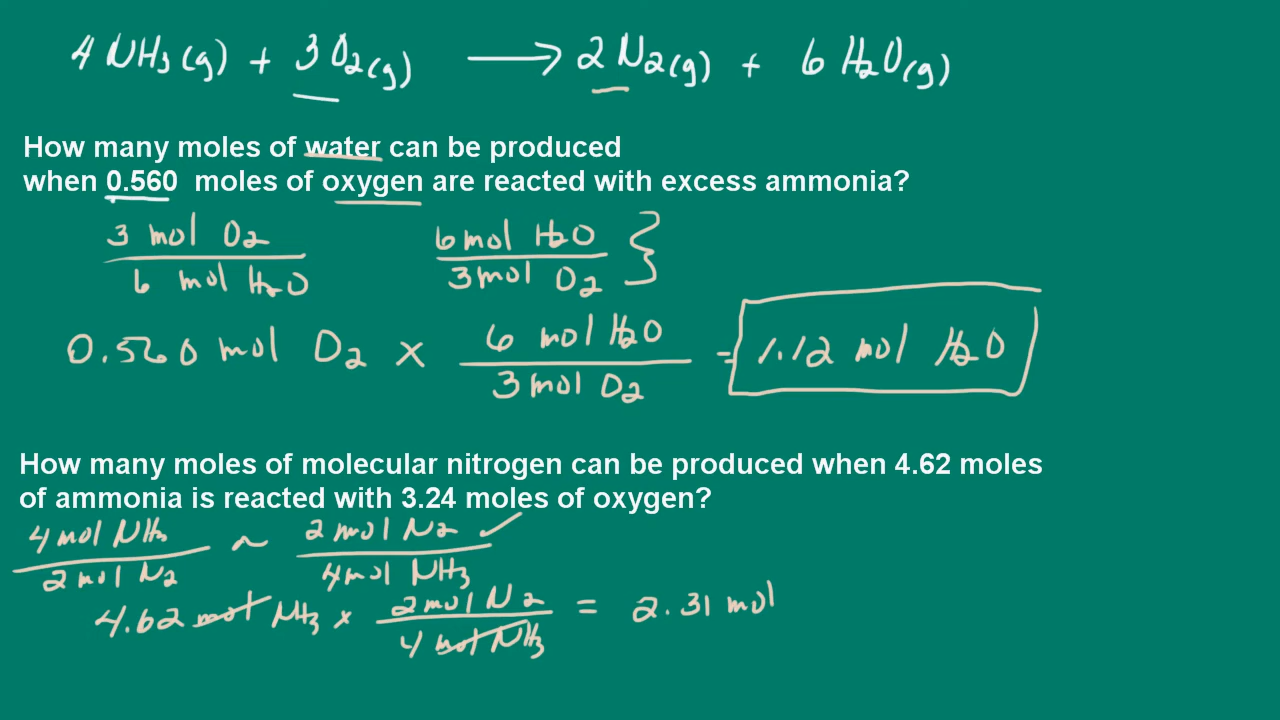 4 NH3(g) + 3 O2(g) → 2 N2(g) + 6 H2O(g)
How many moles of water can be produced
when 0.560 moles of oxygen are reacted with excess ammonia?
3 mol O2 6 mol H2O
6 mol H2O 3 mol O2
6 mol H2O
0.560 mol O2 × = 1.12 mol H2O
3 mol O2
How many moles of molecular nitrogen can be produced when 4.62 moles
of ammonia is reacted with 3.24 moles of oxygen?
4 mol NH3 ~ 2 mol N2 ✓
2 mol N2 4 mol NH3
4.62 mol NH3 × 2 mol N2 = 2.31 mol
4 mol NH3